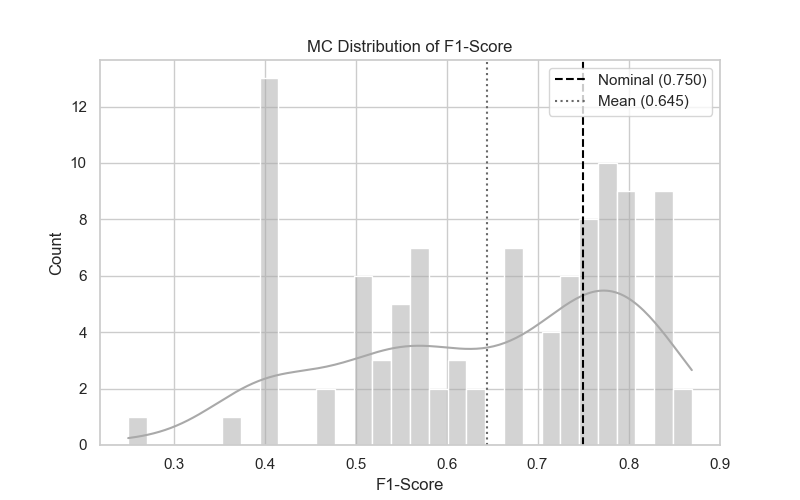 MC Distribution of F1-Score
Nominal (0.750)
Mean (0.645)
Count
12
10
8
6
4
2
0
0.3 0.4 0.5 0.6 0.7 0.8 0.9
F1-Score